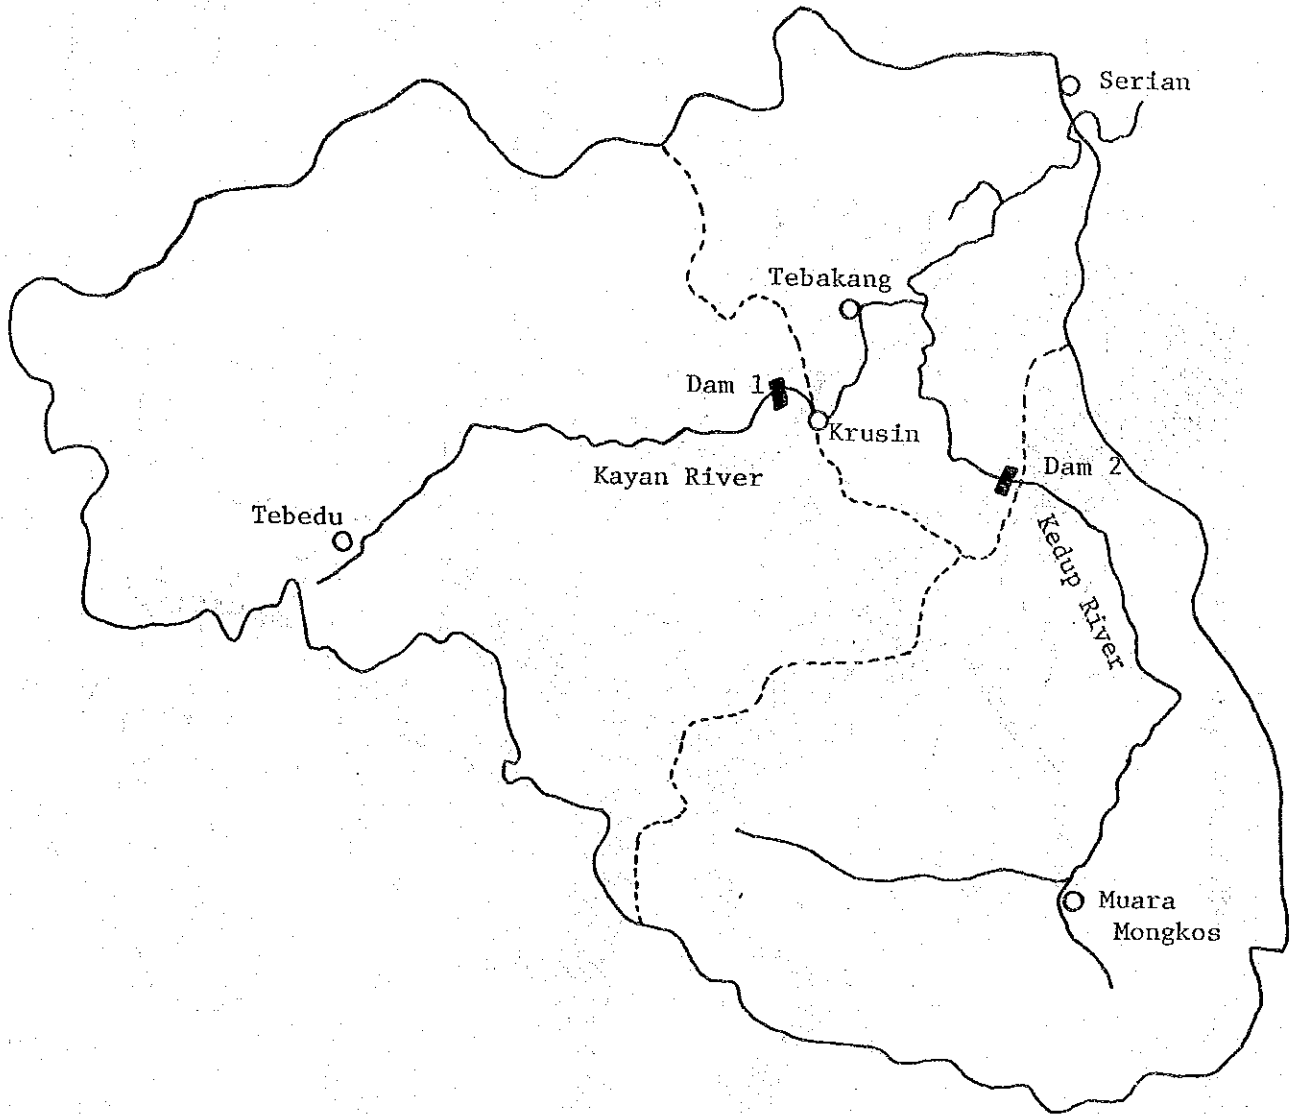 Serian
Tebakang
Dam 1
Krusin
Dam 2
Kayan River
Tebedu
Kedup River
Muara
Mongkos